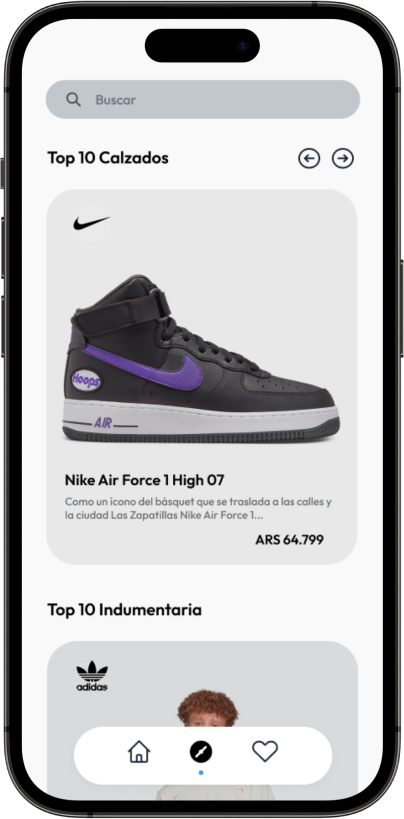 Buscar
Top 10 Calzados
Hoops
AIR
Nike Air Force 1 High 07
Como un icono del básquet que se traslada a las calles y
la ciudad Las Zapatillas Nike Air Force 1...
ARS 64.799
Top 10 Indumentaria
adidas